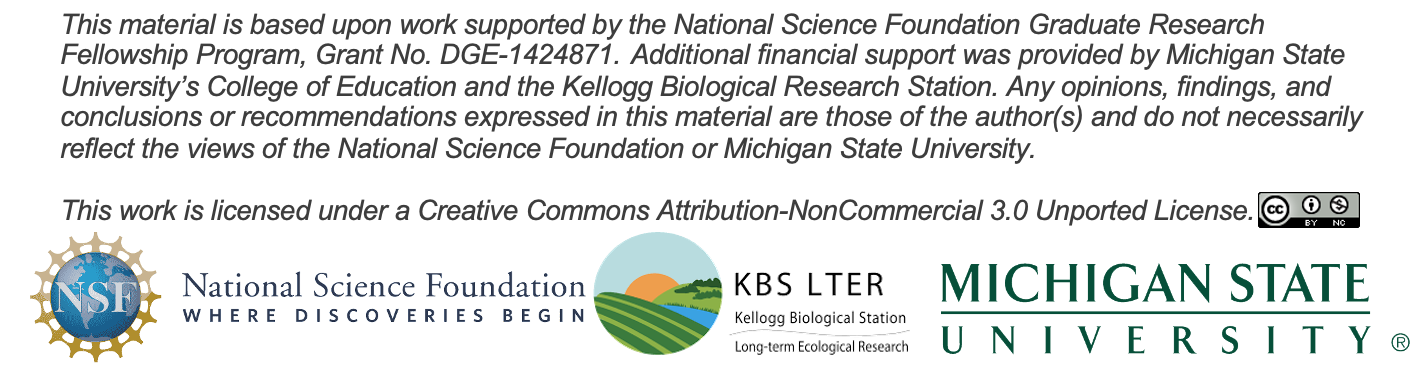 This material is based upon work supported by the National Science Foundation Graduate Research
Fellowship Program, Grant No. DGE-1424871. Additional financial support was provided by Michigan State
University’s College of Education and the Kellogg Biological Research Station. Any opinions, findings, and
conclusions or recommendations expressed in this material are those of the author(s) and do not necessarily
reflect the views of the National Science Foundation or Michigan State University.
This work is licensed under a Creative Commons Attribution-NonCommercial 3.0 Unported License.
cc BY NC
NSF
National Science Foundation
WHERE DISCOVERIES BEGIN
KBS LTER
Kellogg Biological Station
Long-term Ecological Research
MICHIGAN STATE
UNIVERSITY®